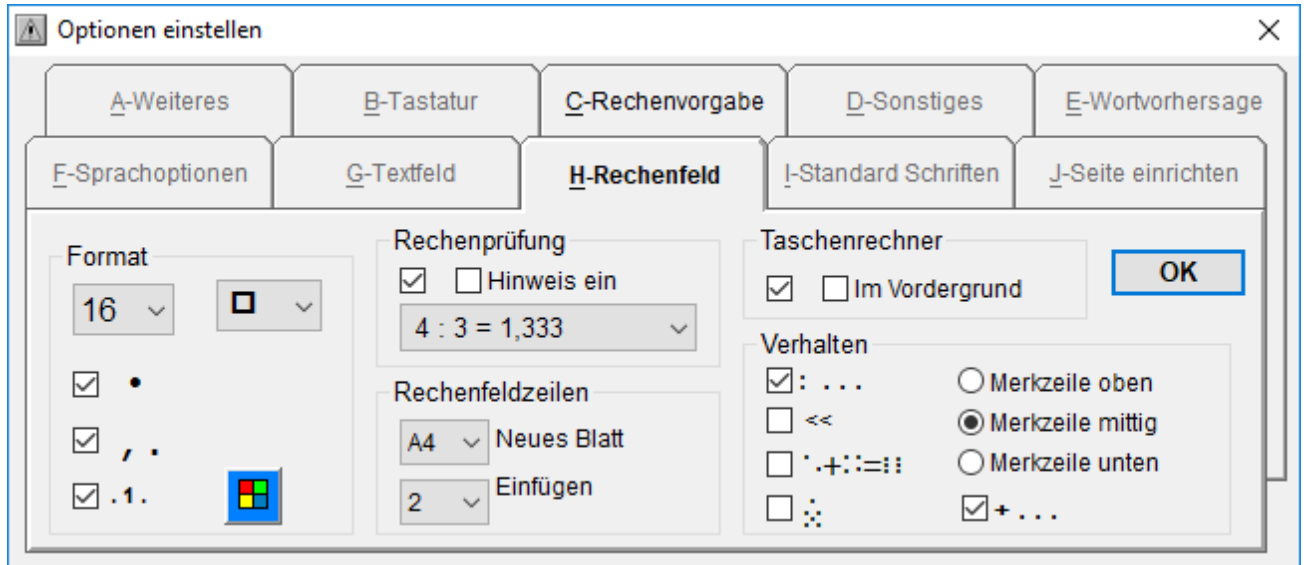 Optionen einstellen
A-Weiteres
B-Tastatur
C-Rechenvorgabe
D-Sonstiges
E-Wortvorhersage
F-Sprachoptionen
G-Textfeld
H-Rechenfeld
I-Standard Schriften
J-Seite einrichten
Format
16
•
, .
.1.
Rechenprüfung
Hinweis ein
4 : 3 = 1,333
Rechenfeldzeilen
A4 Neues Blatt
2 Einfügen
Taschenrechner
Im Vordergrund
OK
Verhalten
: ... Merkzeile oben
<< Merkzeile mittig
Merkzeile unten
+ ...